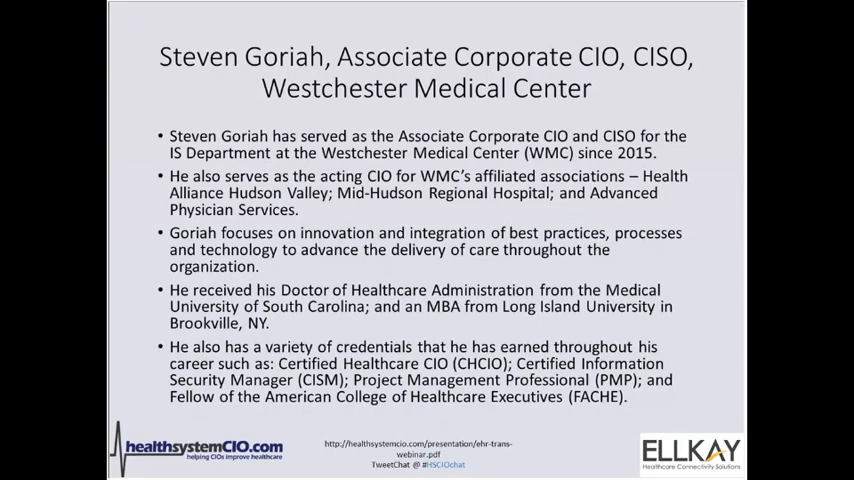 Steven Goriah, Associate Corporate CIO, CISO,
Westchester Medical Center
• Steven Goriah has served as the Associate Corporate CIO and CISO for the
IS Department at the Westchester Medical Center (WMC) since 2015.
• He also serves as the acting CIO for WMC's affiliated associations – Health
Alliance Hudson Valley; Mid-Hudson Regional Hospital; and Advanced
Physician Services.
• Goriah focuses on innovation and integration of best practices, processes
and technology to advance the delivery of care throughout the
organization.
• He received his Doctor of Healthcare Administration from the Medical
University of South Carolina; and an MBA from Long Island University in
Brookville, NY.
• He also has a variety of credentials that he has earned throughout his
career such as: Certified Healthcare CIO (CHCIO); Certified Information
Security Manager (CISM); Project Management Professional (PMP); and
Fellow of the American College of Healthcare Executives (FACHE).
healthsystemCIO.com
helping CIOs improve healthcare
http://healthsystemcio.com/presentation/ehr-trans-
webinar.pdf
TweetChat @ #HSCIOchat
ELLKAY
Healthcare Connectivity Solutions